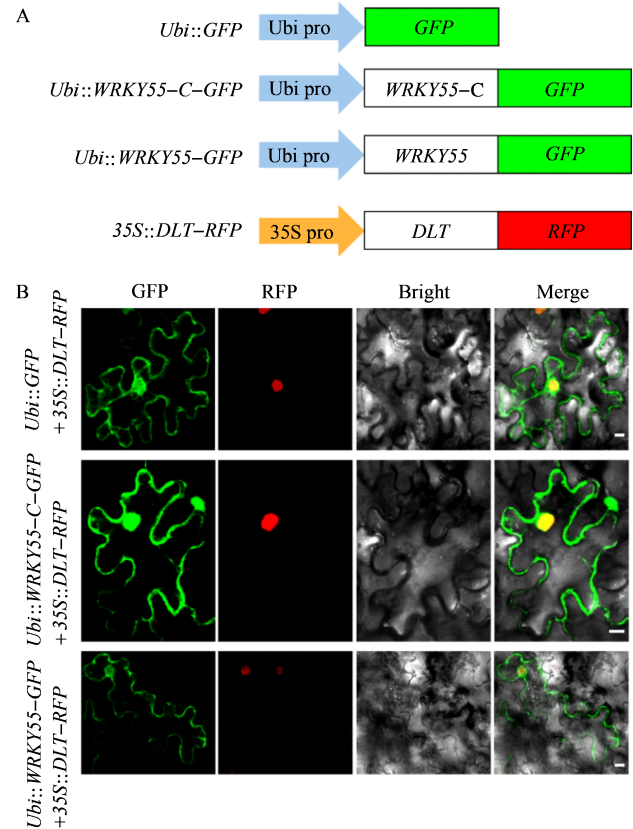 A
Ubi::GFP Ubi pro GFP
Ubi::WRKY55−C−GFP Ubi pro WRKY55−C GFP
Ubi::WRKY55−GFP Ubi pro WRKY55 GFP
35S::DLT−RFP 35S pro DLT RFP
B
GFP RFP Bright Merge
Ubi::GFP
+35S::DLT−RFP
Ubi::WRKY55−C−GFP
+35S::DLT−RFP
Ubi::WRKY55−GFP
+35S::DLT−RFP